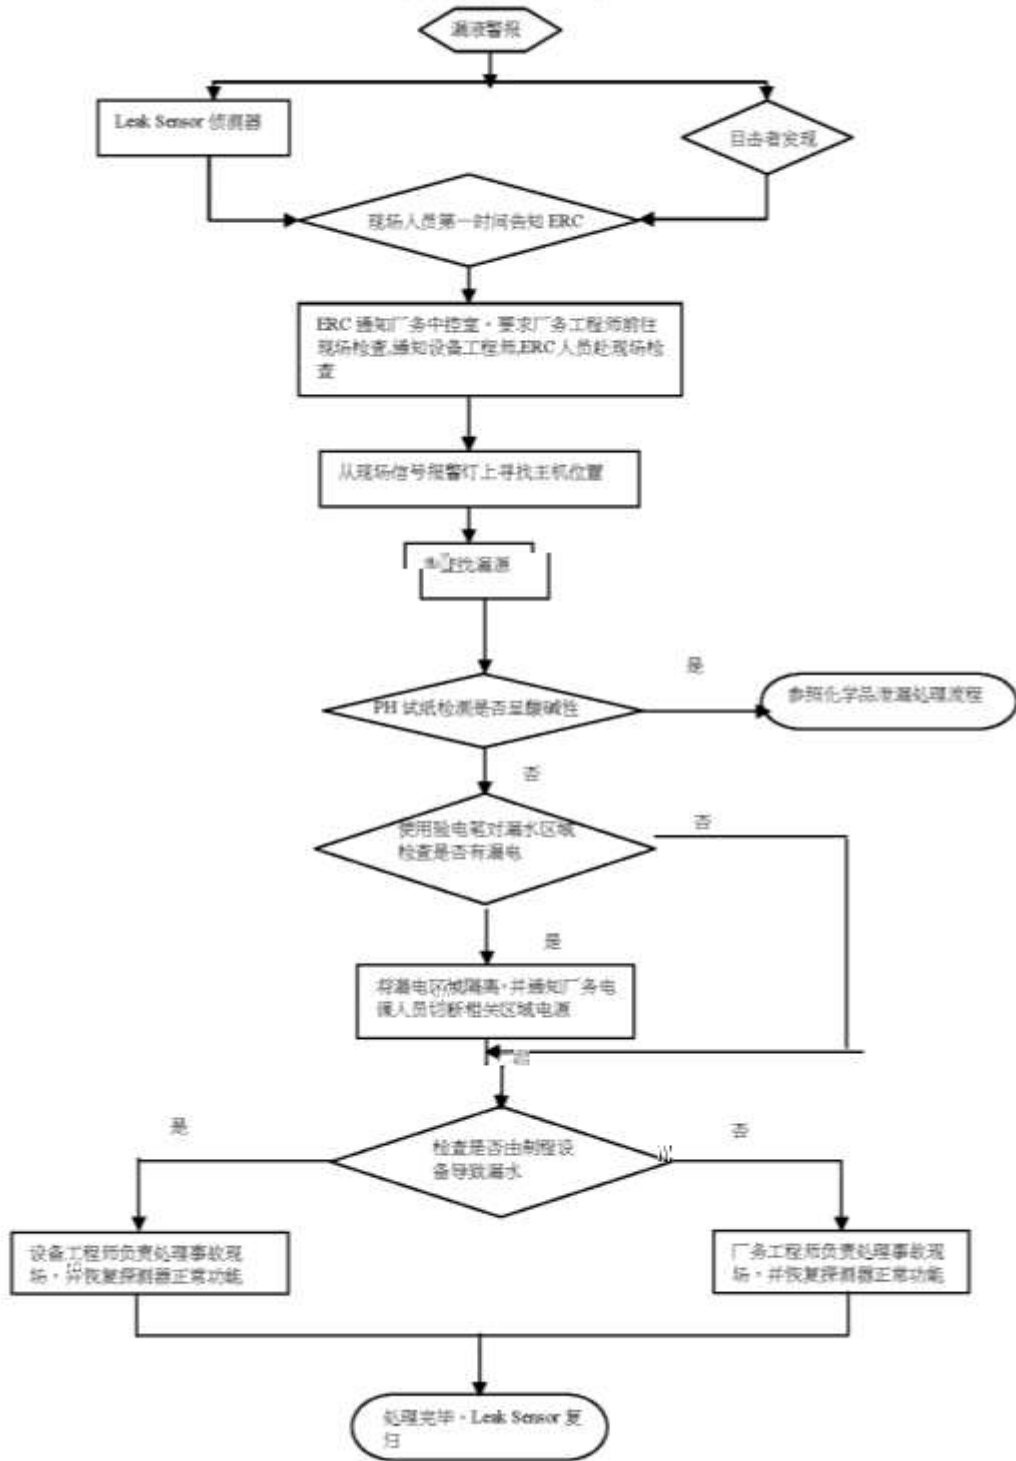 漏液警报
Leak Sensor 侦测器
目击者发现
现场人员第一时间告知 ERC
ERC 通知厂务中控室，要求厂务工程师前往
现场检查,通知设备工程师,ERC 人员赴现场检
查
从现场信号报警灯上寻找主机位置
查找漏源
是
PH 试纸检测是否显酸碱性
参照化学品泄漏处理流程
否
使用验电笔对漏水区域
检查是否有漏电
否
是
将漏电区域隔离，并通知厂务电
课人员切断相关区域电源
是
检查是否由制程设
备导致漏水
否
设备工程师负责处理事故现
场，并恢复探测器正常功能
厂务工程师负责处理事故现
场，并恢复探测器正常功能
处理完毕，Leak Sensor 复
归